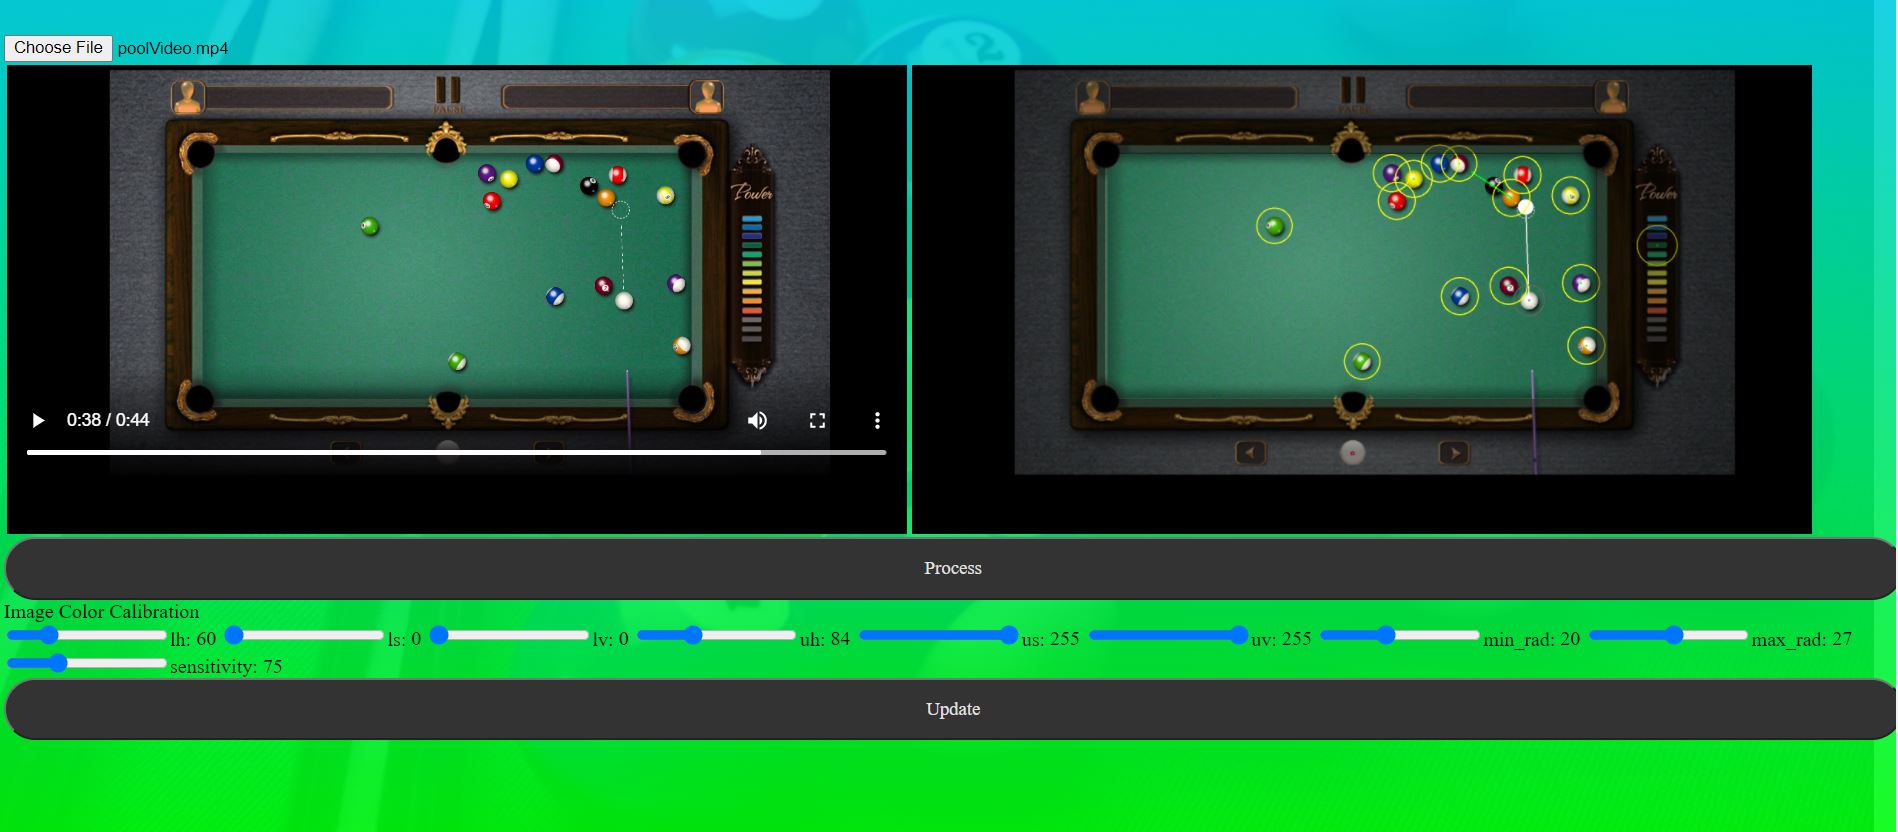 Choose File poolVideo.mp4
PAUSE
PAUSE
Power
Power
0:38 / 0:44
Process
Image Color Calibration
lh: 60 ls: 0 lv: 0 uh: 84 us: 255 uv: 255 min_rad: 20 max_rad: 27
sensitivity: 75
Update